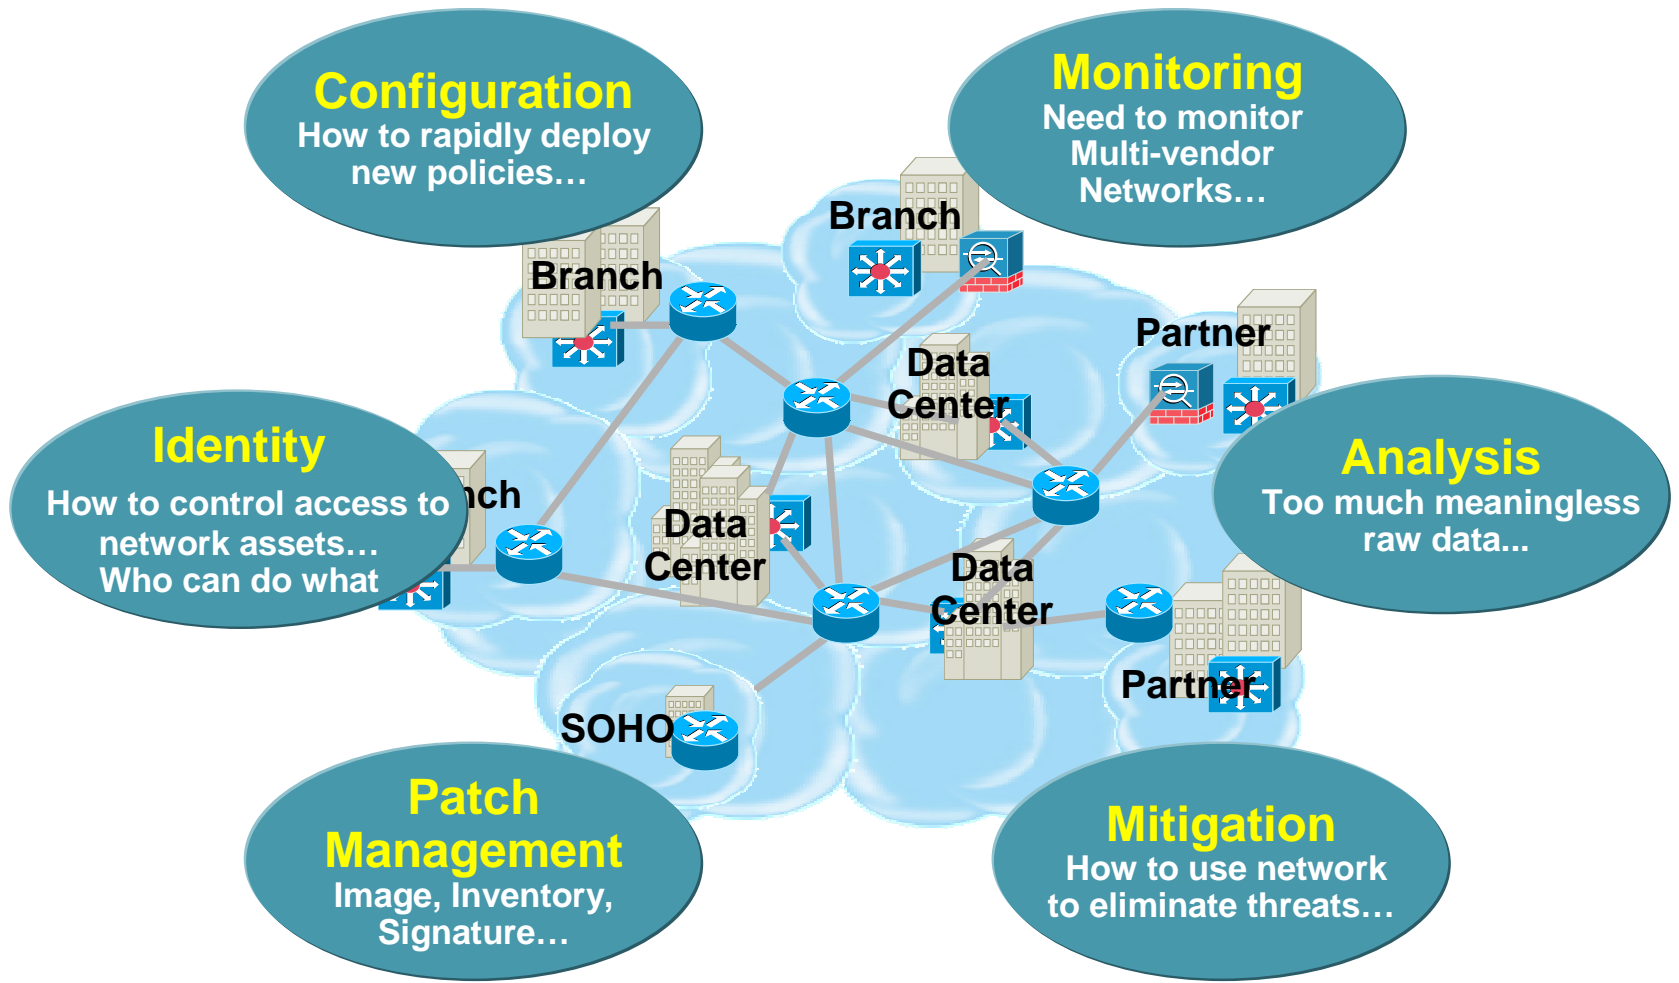 Configuration
How to rapidly deploy
new policies…
Monitoring
Need to monitor
Multi-vendor
Networks…
Branch
Branch
Partner
Data
Center
Identity
How to control access to
network assets…
Who can do what
nch
Analysis
Too much meaningless
raw data...
Data
Center
Data
Center
Partner
SOHO
Patch
Management
Image, Inventory,
Signature…
Mitigation
How to use network
to eliminate threats…